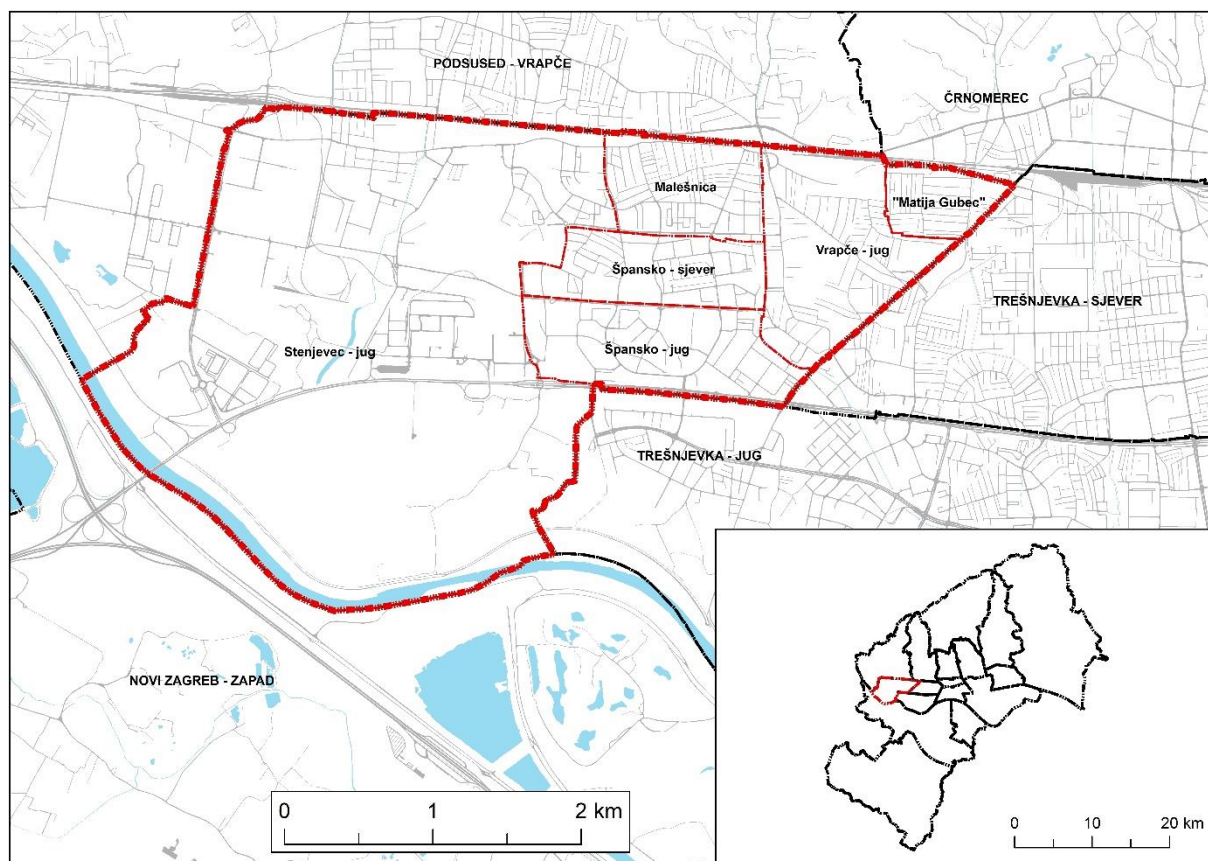 PODSUSED - VRAPČE
ČRNOMEREC
Malešnica
"Matija Gubec"
Vrapče - jug
Špansko - sjever
TREŠNJEVKA - SJEVER
Stenjevec - jug
Špansko - jug
TREŠNJEVKA - JUG
NOVI ZAGREB - ZAPAD
0 1 2 km
0 10 20 km